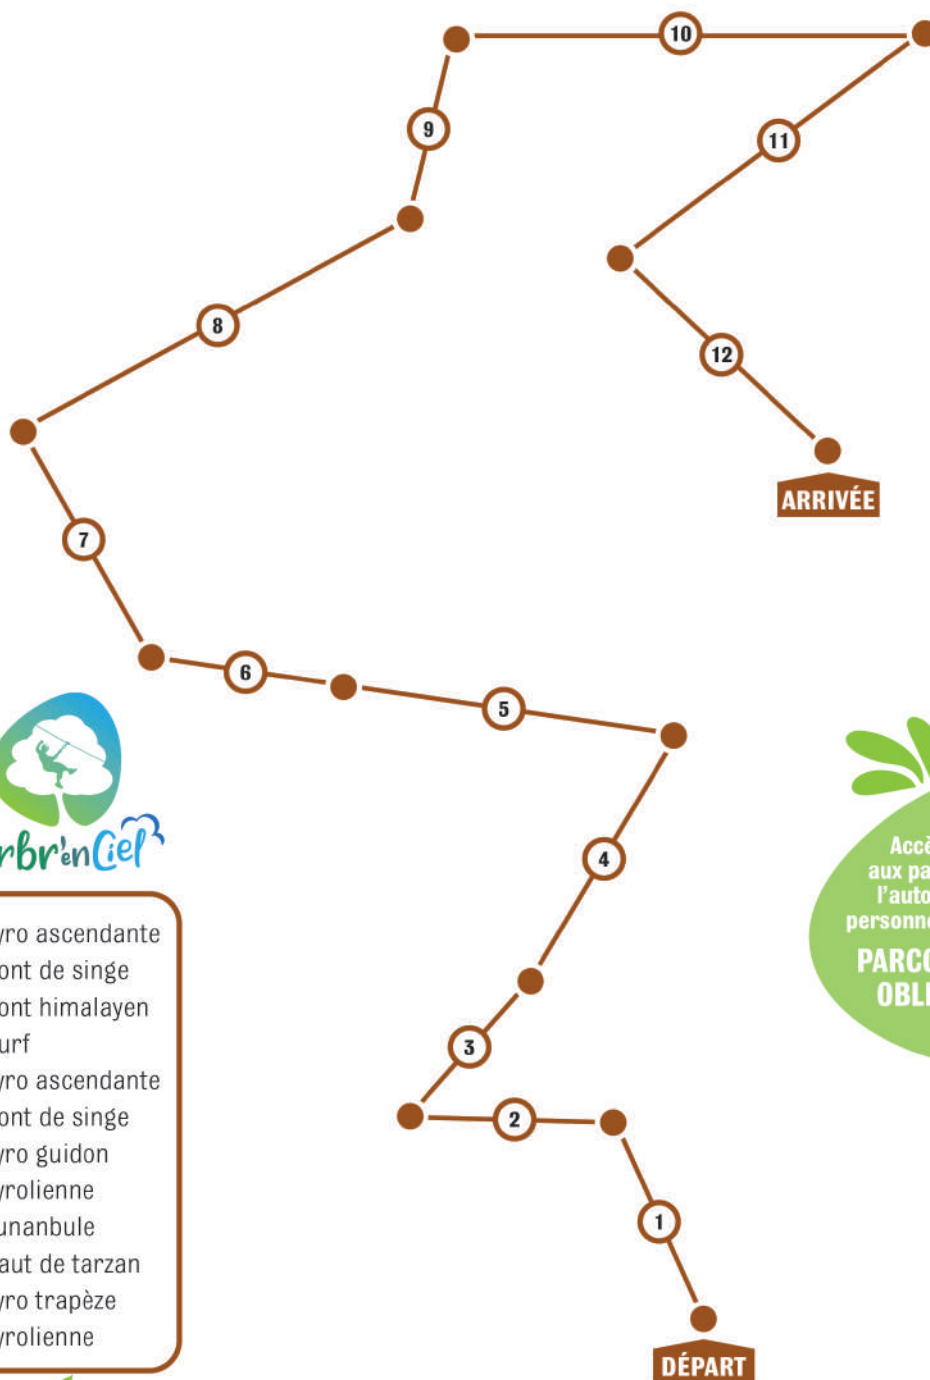 10
9
11
8
12
ARRIVÉE
7
6
5
rbr'enCiel
4
Accè
aux pa
l'auto
personne
PARCO
OBLI
yro ascendante
ont de singe
ont himalayen
urf
yro ascendante
ont de singe
yro guidon
yrolienne
unanbule
aut de tarzan
yro trapèze
yrolienne
3
2
1
DÉPART